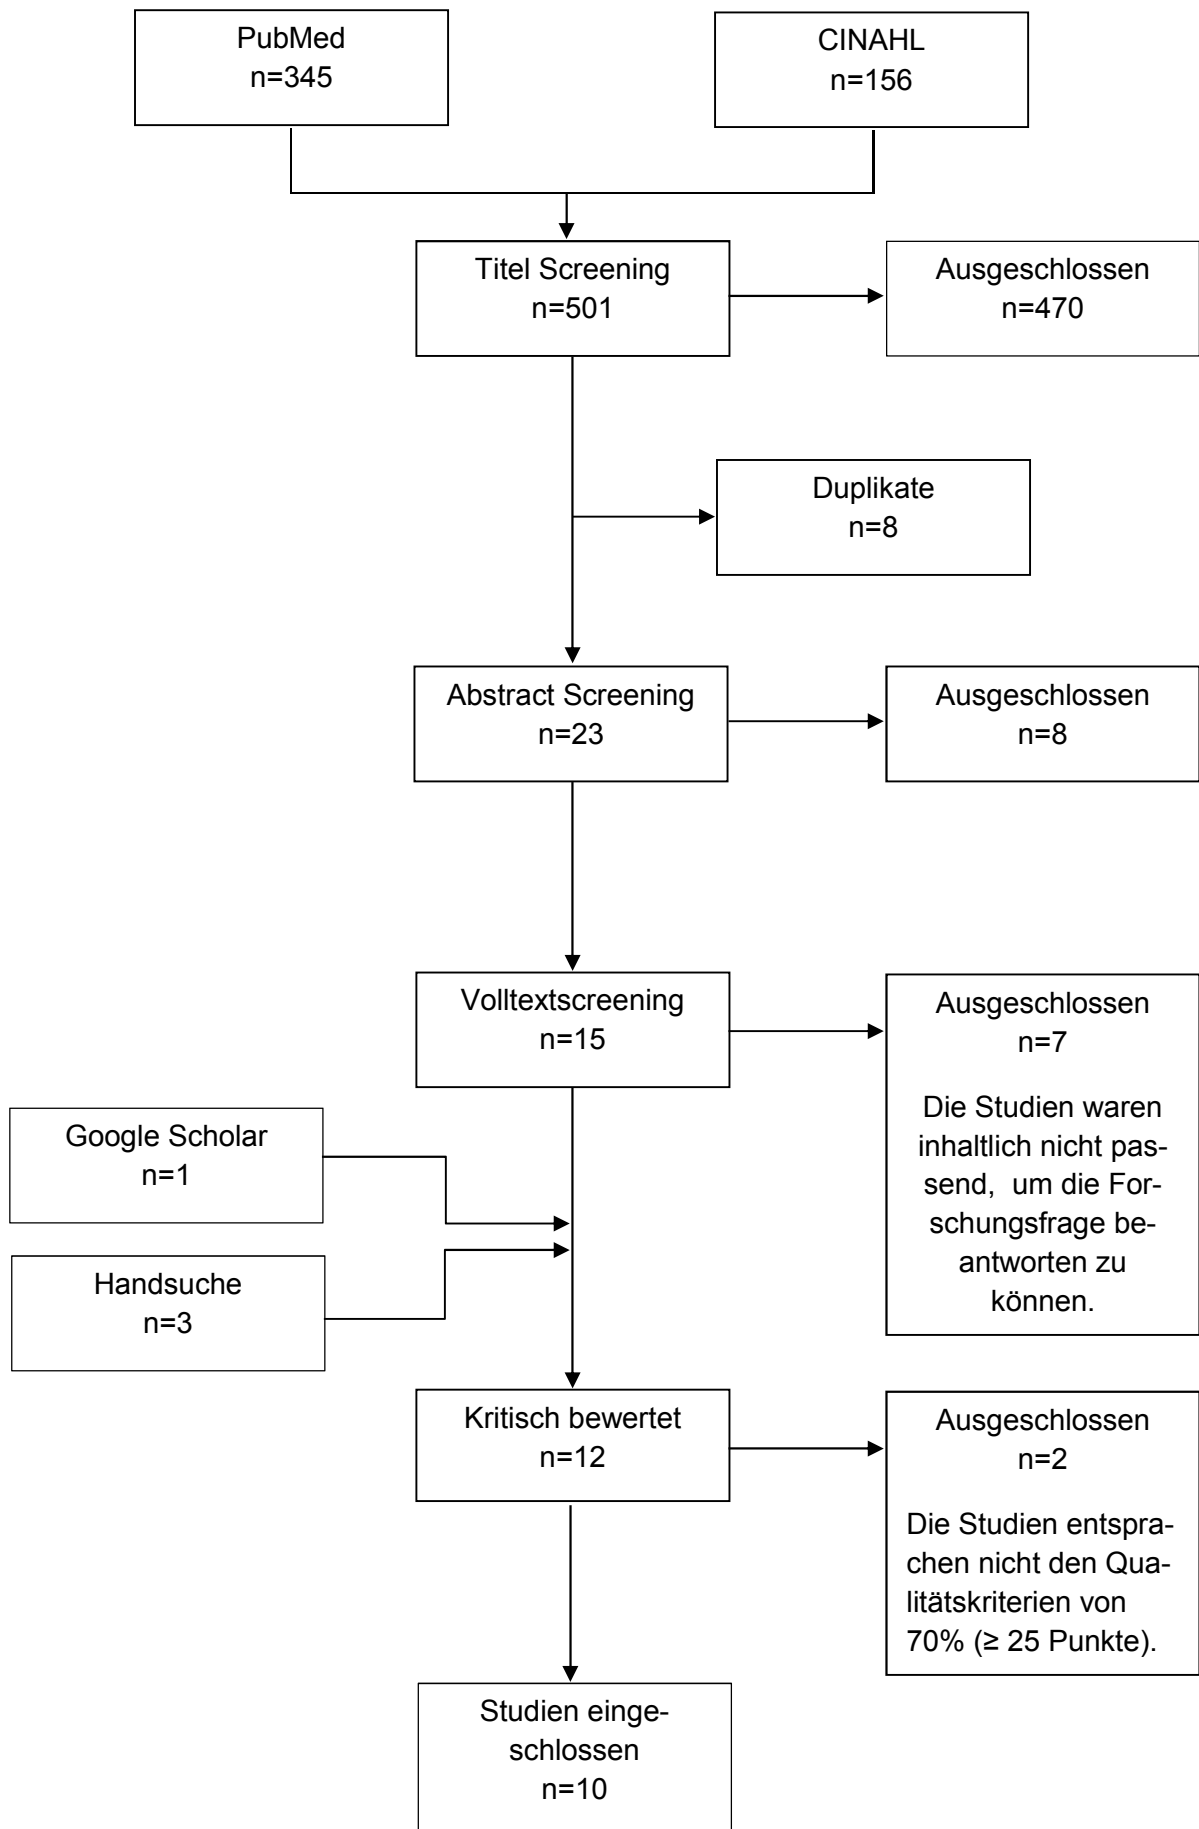 PubMed
n=345
CINAHL
n=156
Titel Screening
n=501
Ausgeschlossen
n=470
Duplikate
n=8
Abstract Screening
n=23
Ausgeschlossen
n=8
Volltextscreening
n=15
Ausgeschlossen
n=7
Die Studien waren
inhaltlich nicht pas-
send,  um die For-
schungsfrage be-
antworten zu
können.
Google Scholar
n=1
Handsuche
n=3
Kritisch bewertet
n=12
Ausgeschlossen
n=2
Die Studien entspra-
chen nicht den Qua-
litätskriterien von
70% (≥ 25 Punkte).
Studien einge-
schlossen
n=10